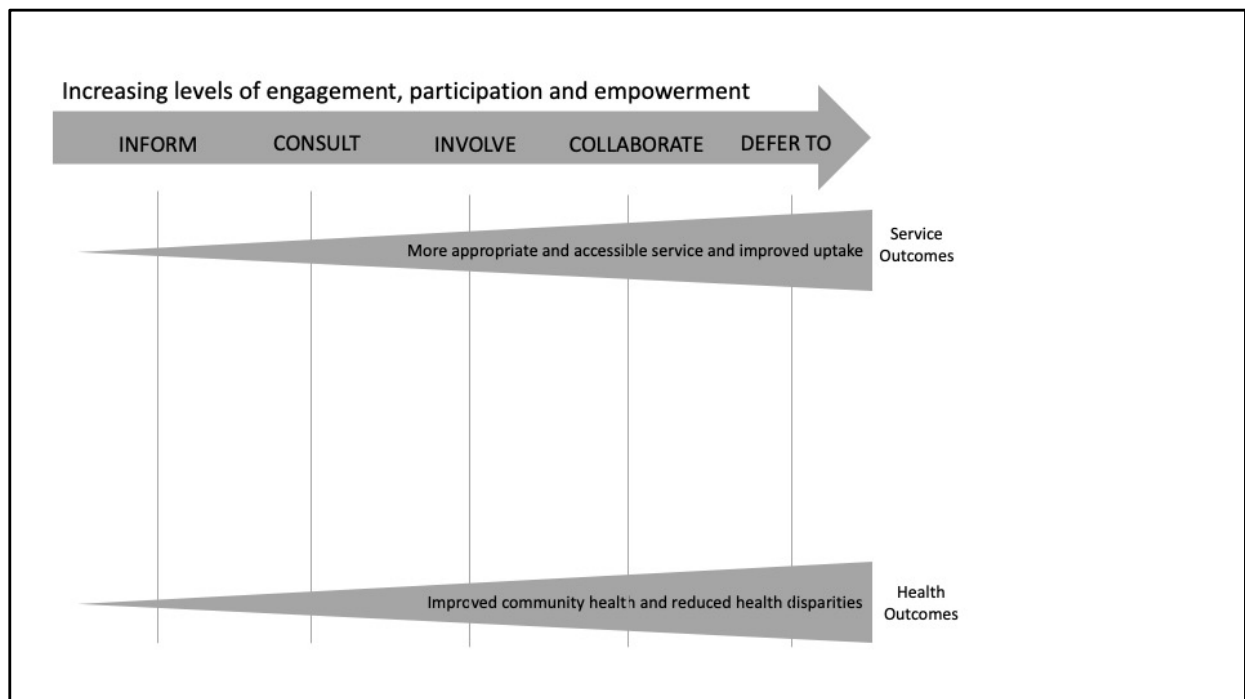 Increasing levels of engagement, participation and empowerment
INFORM CONSULT INVOLVE COLLABORATE DEFER TO
More appropriate and accessible service and improved uptake
Service
Outcomes
Improved community health and reduced health disparities
Health
Outcomes